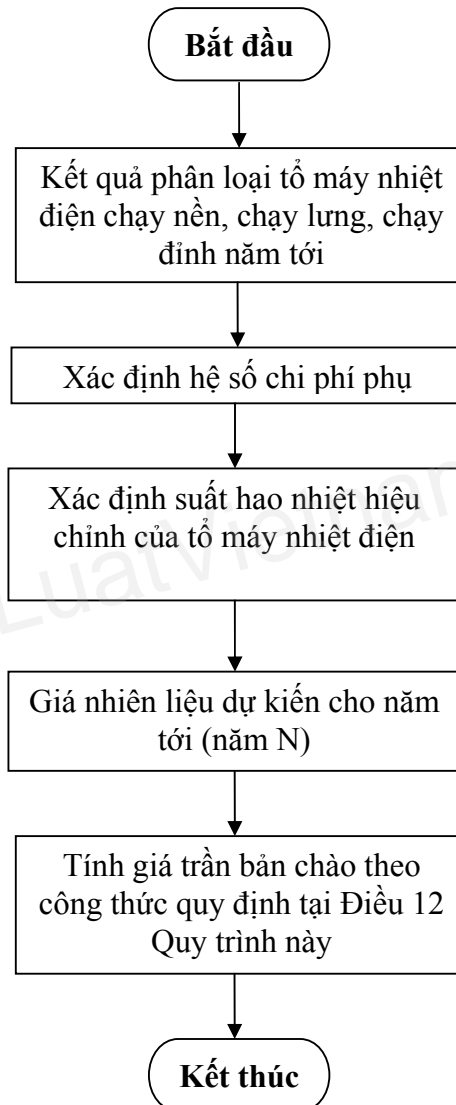 Bắt đầu
Kết quả phân loại tổ máy nhiệt
điện chạy nền, chạy lưng, chạy
đỉnh năm tới
Xác định hệ số chi phí phụ
Xác định suất hao nhiệt hiệu
chỉnh của tổ máy nhiệt điện
LuatVietnam
Giá nhiên liệu dự kiến cho năm
tới (năm N)
Tính giá trần bản chào theo
công thức quy định tại Điều 12
Quy trình này
Kết thúc